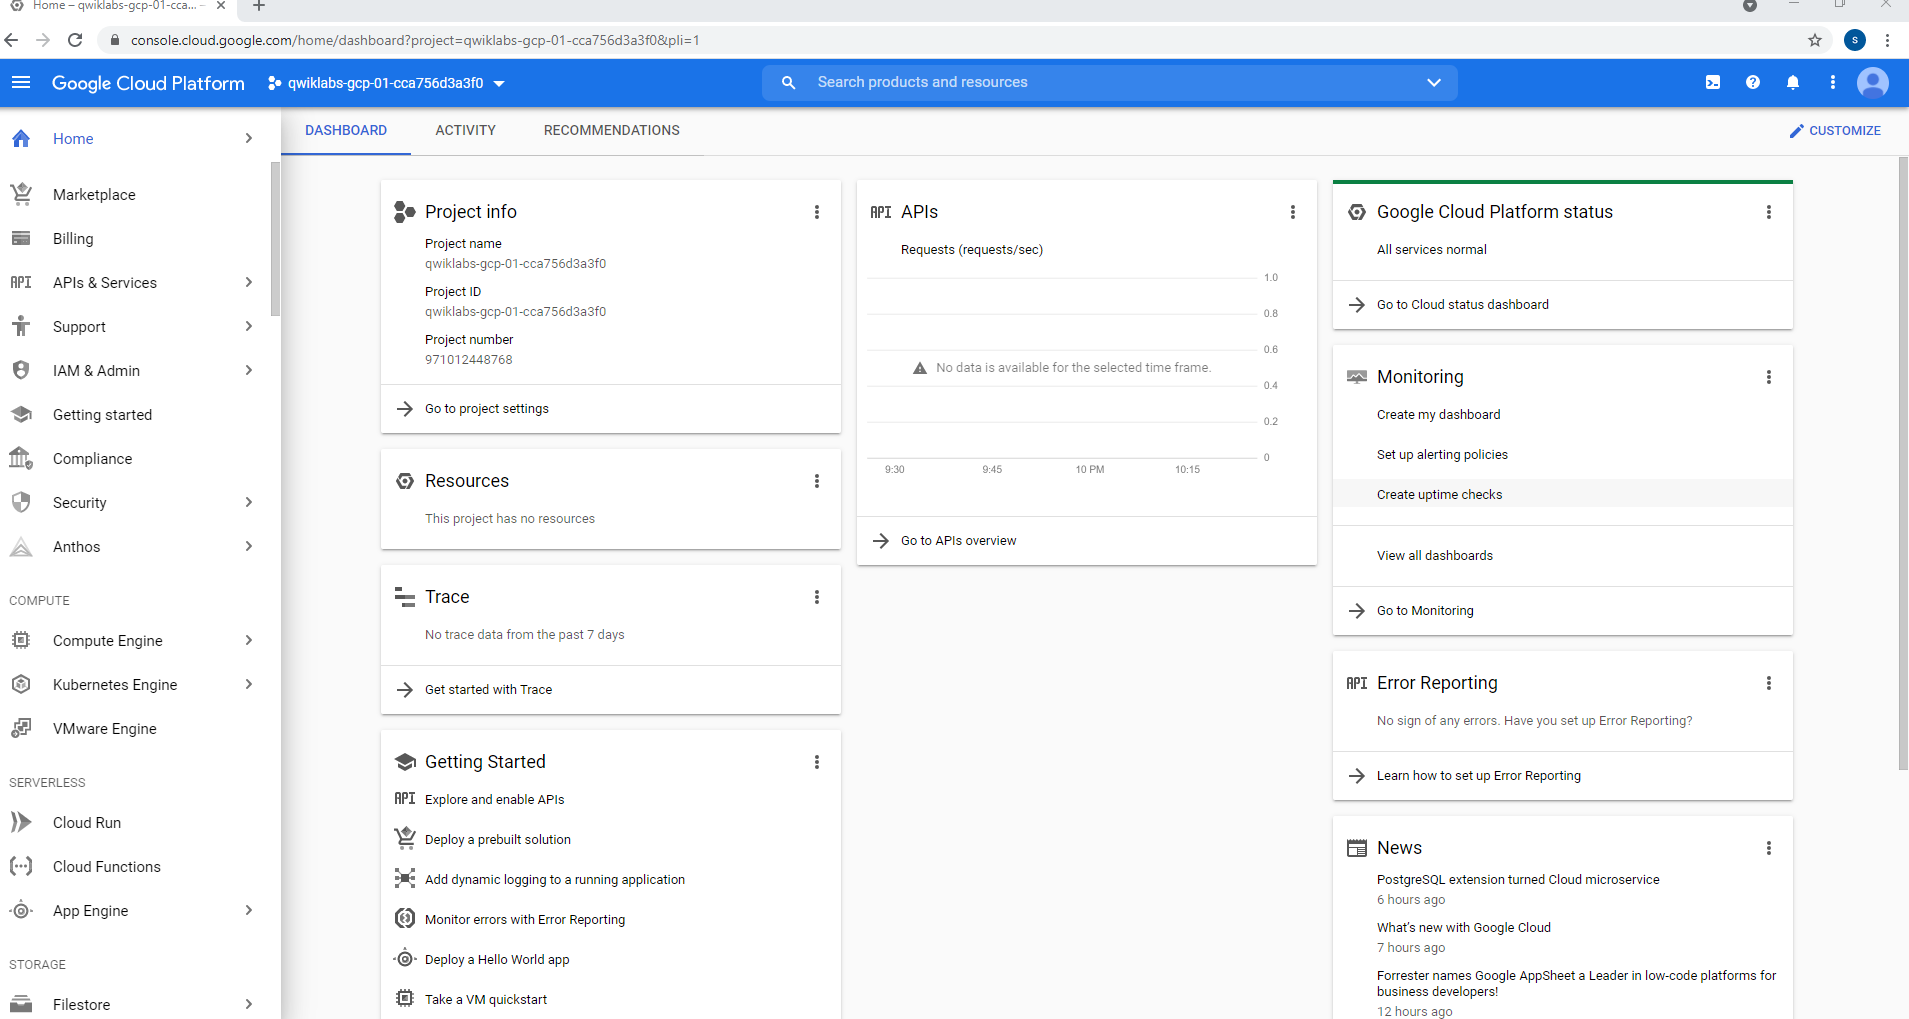 Home – qwiklabs-gcp-01-cca... –
console.cloud.google.com/home/dashboard?project=qwiklabs-gcp-01-cca756d3a3f0&pli=1
S
Google Cloud Platform
qwiklabs-gcp-01-cca756d3a3f0
Search products and resources
Home
Marketplace
Billing
API
APIs & Services
Support
IAM & Admin
Getting started
Compliance
Security
Anthos
COMPUTE
Compute Engine
Kubernetes Engine
VMware Engine
SERVERLESS
Cloud Run
Cloud Functions
App Engine
STORAGE
Filestore
DASHBOARD
ACTIVITY
RECOMMENDATIONS
CUSTOMIZE
Project info
Project name
qwiklabs-gcp-01-cca756d3a3f0
Project ID
qwiklabs-gcp-01-cca756d3a3f0
Project number
971012448768
Go to project settings
Resources
This project has no resources
Trace
No trace data from the past 7 days
Get started with Trace
Getting Started
API
Explore and enable APIs
Deploy a prebuilt solution
Add dynamic logging to a running application
Monitor errors with Error Reporting
Deploy a Hello World app
Take a VM quickstart
API
APIs
Requests (requests/sec)
1.0
0.8
0.6
No data is available for the selected time frame.
0.4
0.2
0
9:30
9:45
10 PM
10:15
Go to APIs overview
Google Cloud Platform status
All services normal
Go to Cloud status dashboard
Monitoring
Create my dashboard
Set up alerting policies
Create uptime checks
View all dashboards
Go to Monitoring
API
Error Reporting
No sign of any errors. Have you set up Error Reporting?
Learn how to set up Error Reporting
News
PostgreSQL extension turned Cloud microservice
6 hours ago
What's new with Google Cloud
7 hours ago
Forrester names Google AppSheet a Leader in low-code platforms for
business developers!
12 hours ago